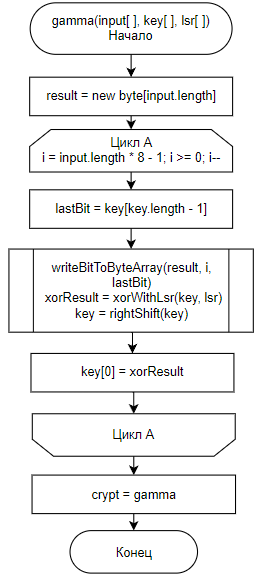 gamma(input[ ], key[ ], lsr[ ])
Начало
result = new byte[input.length]
Цикл А
i = input.length * 8 - 1; i >= 0; i--
lastBit = key[key.length - 1]
writeBitToByteArray(result, i,
lastBit)
xorResult = xorWithLsr(key, lsr)
key = rightShift(key)
key[0] = xorResult
Цикл А
crypt = gamma
Конец